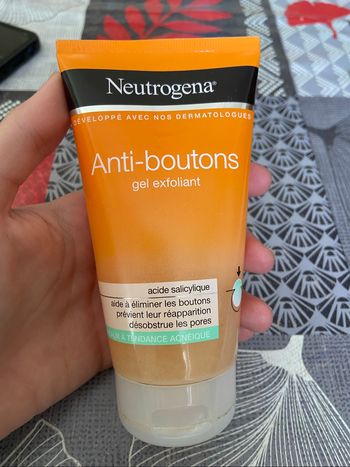 Neutrogena®
DÉVELOPPÉ AVEC NOS DERMATOLOGUES
Anti-boutons
gel exfoliant
acide salicylique
aide à éliminer les boutons
prévient leur réapparition
désobstrue les pores
À TENDANCE ACNÉIQUE